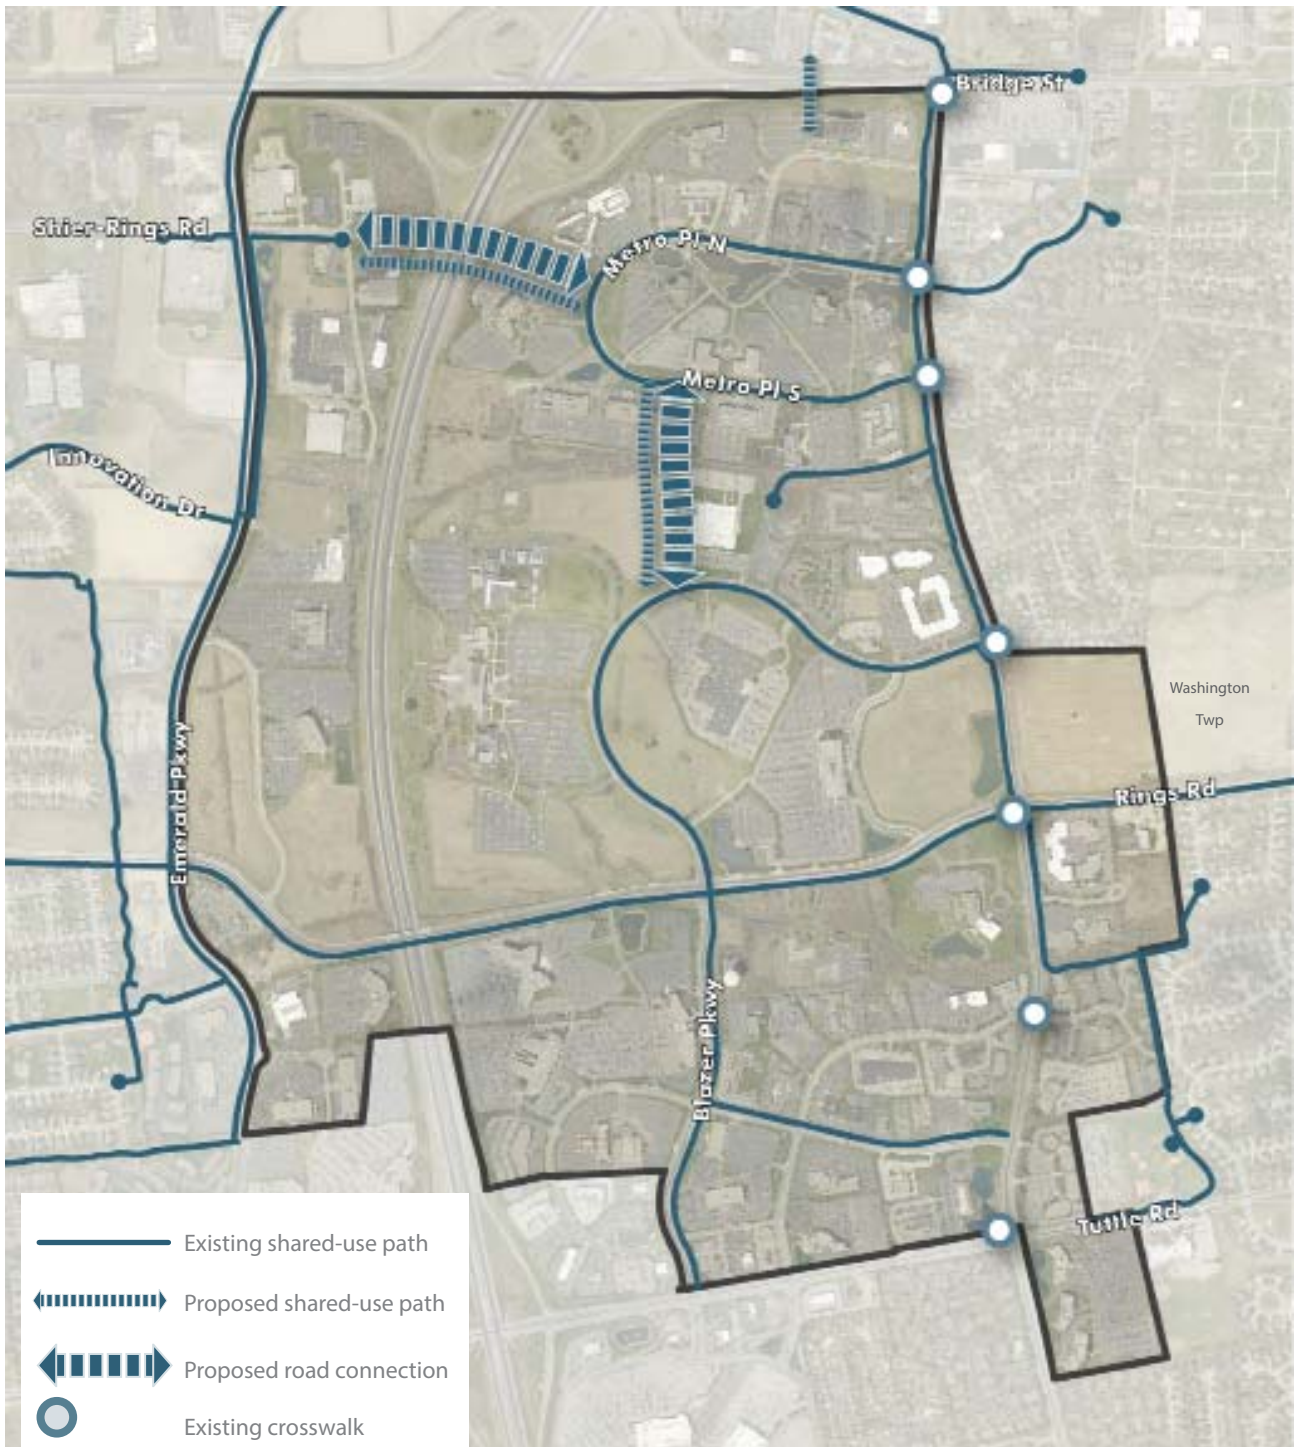 Bridge St
Shier-Rings Rd
Metro Pl N
Metro Pl S
Innovation Dr
Washington
Twp
Emerald Pkwy
Rings Rd
Blazer Pkwy
Tuttle Rd
Existing shared-use path
Proposed shared-use path
Proposed road connection
Existing crosswalk